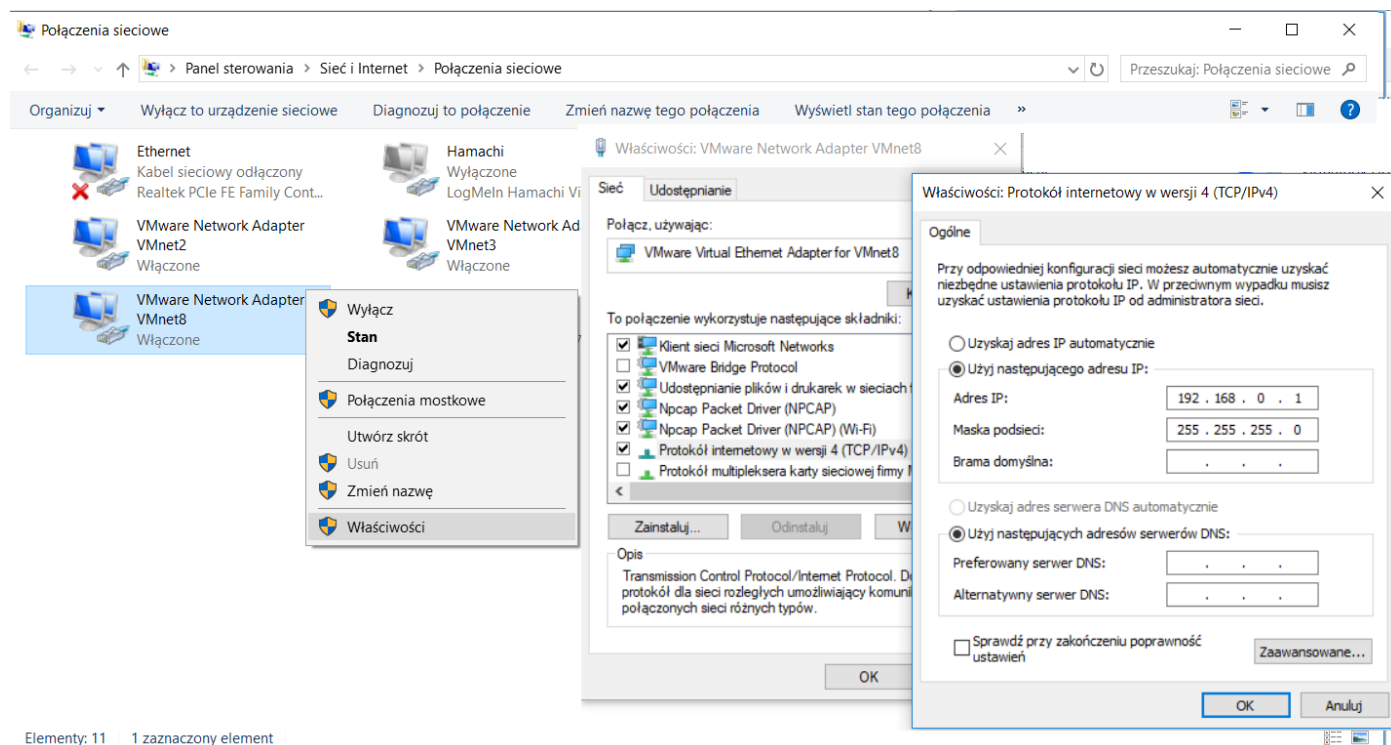 Połączenia sieciowe
Panel sterowania > Sieć i Internet > Połączenia sieciowe
Przeszukaj: Połączenia sieciowe
Organizuj
Wyłącz to urządzenie sieciowe
Diagnozuj to połączenie
Zmień nazwę tego połączenia
Wyświetl stan tego połączenia
»
Ethernet
Kabel sieciowy odłączony
Realtek PCIe FE Family Cont...
Hamachi
Wyłączone
LogMeIn Hamachi Vi
VMware Network Adapter
VMnet2
Włączone
VMware Network Ad
VMnet3
Włączone
VMware Network Adapter
VMnet8
Włączone
Wyłącz
Stan
Diagnozuj
Połączenia mostkowe
Utwórz skrót
Usuń
Zmień nazwę
Właściwości
Właściwości: VMware Network Adapter VMnet8
Sieć
Udostępnianie
Połącz, używając:
VMware Virtual Ethernet Adapter for VMnet8
K
To połączenie wykorzystuje następujące składniki:
Klient sieci Microsoft Networks
VMware Bridge Protocol
Udostępnianie plików i drukarek w sieciach
Npcap Packet Driver (NPCAP)
Npcap Packet Driver (NPCAP) (Wi-Fi)
Protokół internetowy w wersji 4 (TCP/IPv4)
Protokół multipleksera karty sieciowej firmy
Zainstaluj...
Odinstaluj
W
Opis
Transmission Control Protocol/Internet Protocol. D
protokół dla sieci rozległych umożliwiający komuni
połączonych sieci różnych typów.
OK
Właściwości: Protokół internetowy w wersji 4 (TCP/IPv4)
Ogólne
Przy odpowiedniej konfiguracji sieci możesz automatycznie uzyskać
niezbędne ustawienia protokołu IP. W przeciwnym wypadku musisz
uzyskać ustawienia protokołu IP od administratora sieci.
Uzyskaj adres IP automatycznie
Użyj następującego adresu IP:
Adres IP:
192 . 168 . 0 . 1
Maska podsieci:
255 . 255 . 255 . 0
Brama domyślna:
. . .
Uzyskaj adres serwera DNS automatycznie
Użyj następujących adresów serwerów DNS:
Preferowany serwer DNS:
. . .
Alternatywny serwer DNS:
. . .
Sprawdź przy zakończeniu poprawność
ustawień
Zaawansowane...
OK
Anuluj
Elementy: 11
1 zaznaczony element